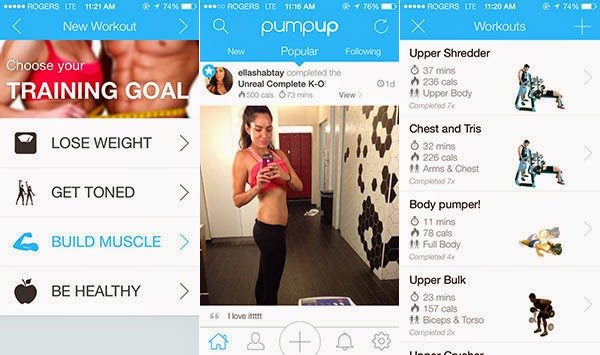 ROGERS LTE 11:21 AM 74%
New Workout
Choose your
TRAINING GOAL
LOSE WEIGHT
GET TONED
BUILD MUSCLE
BE HEALTHY
ROGERS LTE 11:16 AM 76%
pumpup
New Popular Following
ellashabtay completed the
Unreal Complete K-O!
1d
500 cals 73 mins View >
I love ittttt
ROGERS LTE 11:20 AM 74%
Workouts
Upper Shredder
37 mins
236 cals
Upper Body
Completed 7x
Chest and Tris
32 mins
226 cals
Arms & Chest
Completed 7x
Body pumper!
11 mins
78 cals
Full Body
Completed 4x
Upper Bulk
23 mins
157 cals
Biceps & Torso
Completed 2x
Upper Crusher